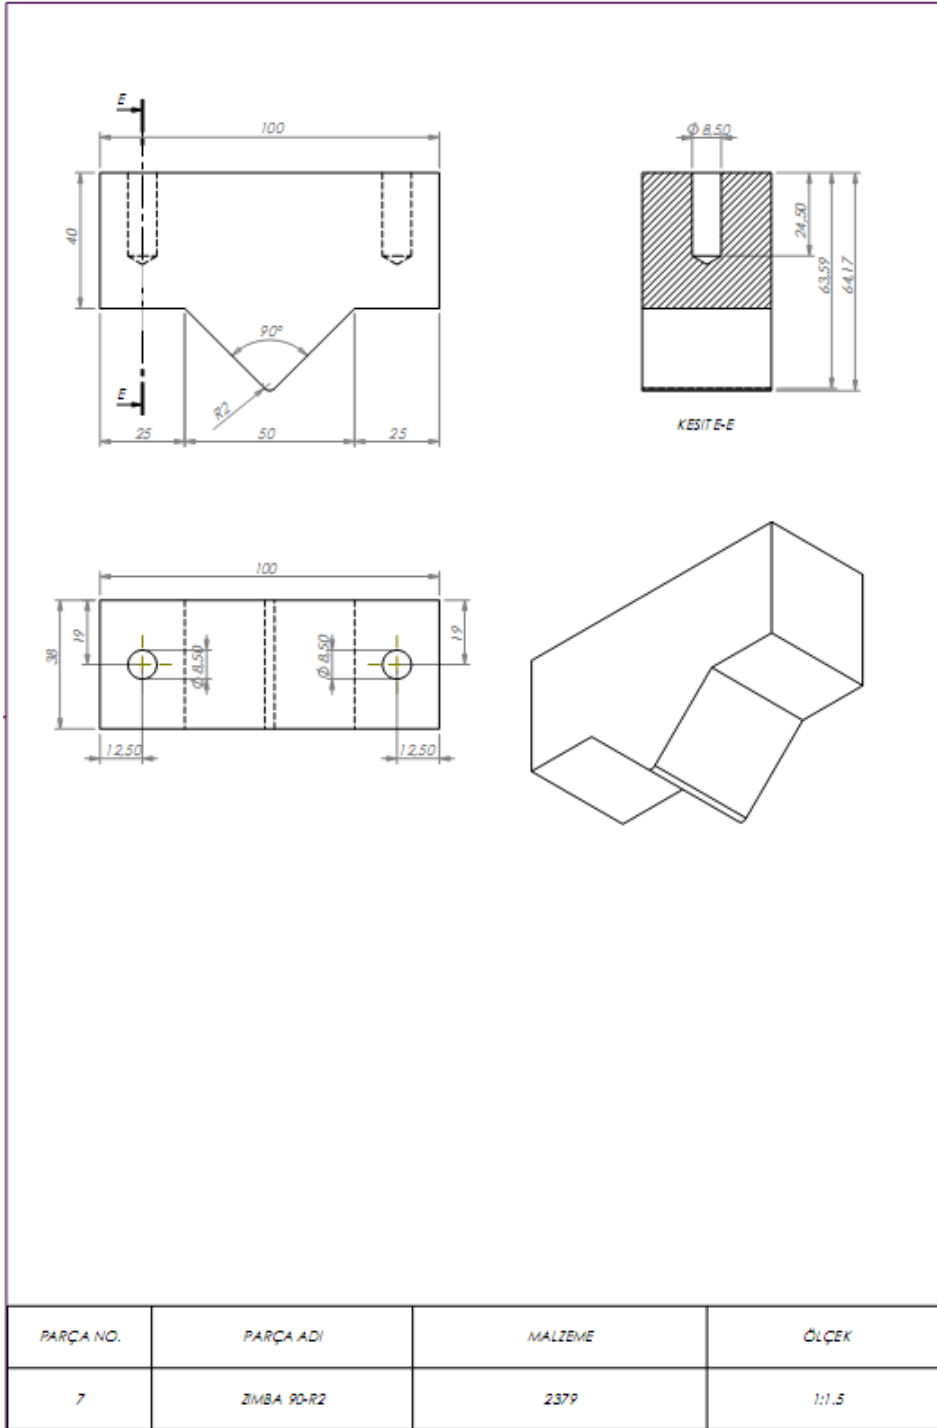 E
100
Φ 8,50
40
24,50
63,59
64,17
90°
E
R2
25
50
25
KESIT E-E
100
19
38
Φ 8,50
Φ 8,50
19
12,50
12,50
PARÇA NO.
PARÇA ADI
MALZEME
ÖLÇEK
7
ZIMBA 90-R2
2379
1:1.5